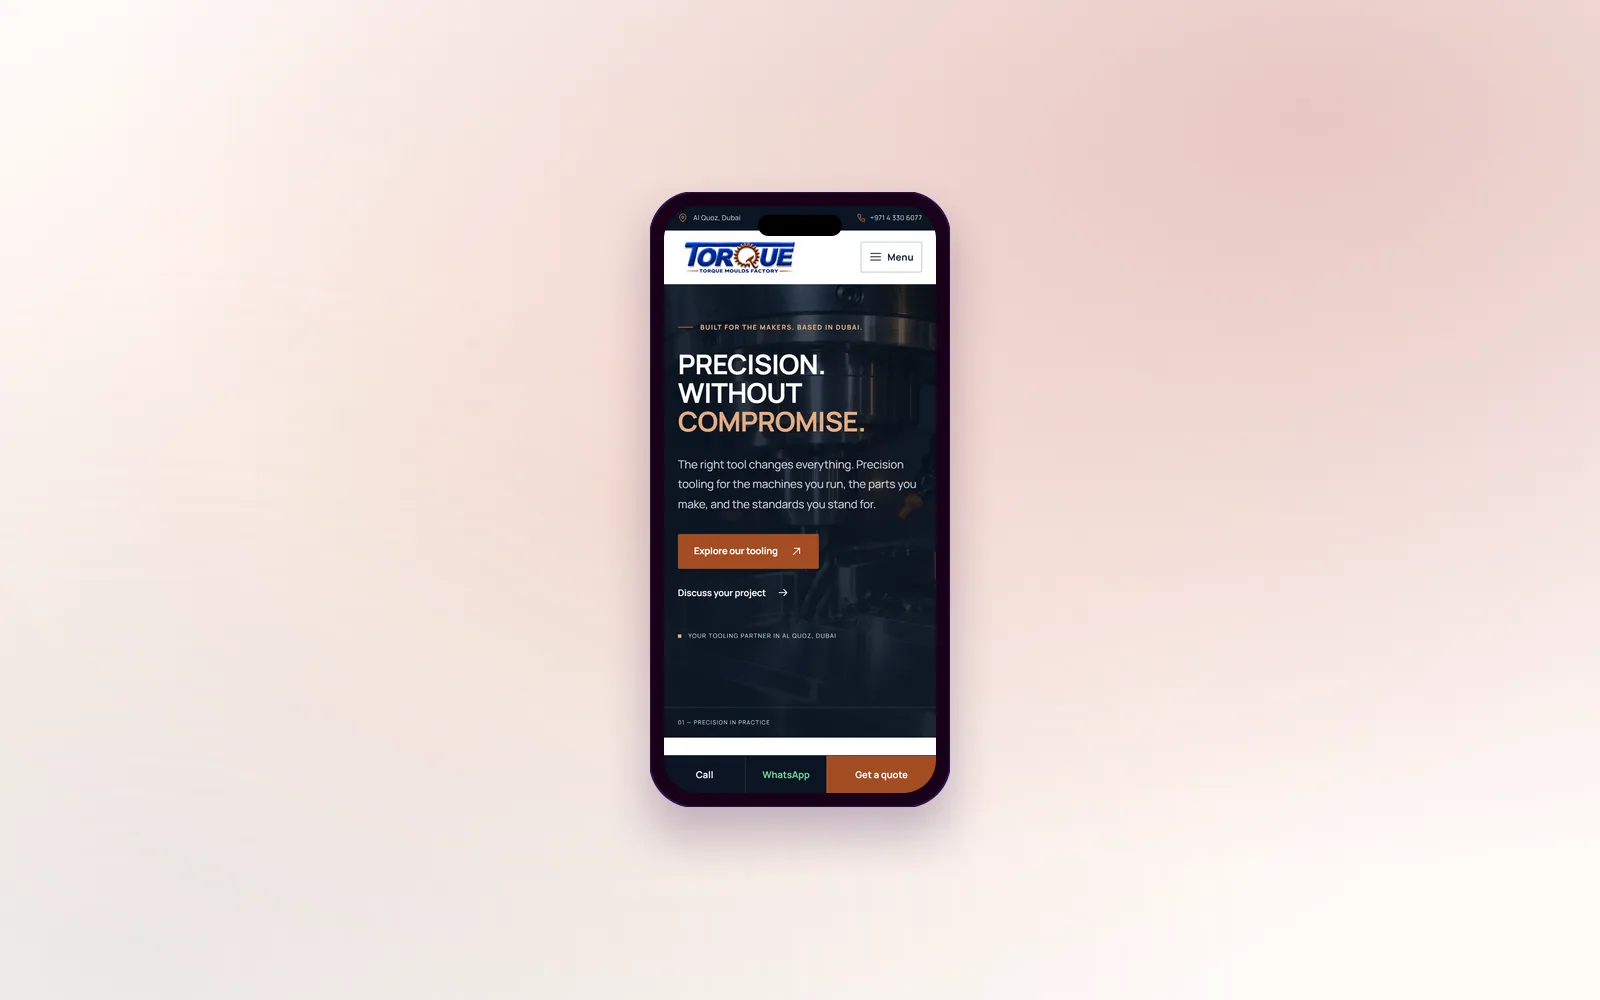 Al Quoz, Dubai
+971 4 330 6077
TORQUE
TORQUE MOULDS FACTORY
Menu
BUILT FOR THE MAKERS. BASED IN DUBAI.
PRECISION.
WITHOUT
COMPROMISE.
The right tool changes everything. Precision
tooling for the machines you run, the parts you
make, and the standards you stand for.
Explore our tooling
Discuss your project
YOUR TOOLING PARTNER IN AL QUOZ, DUBAI
01 — PRECISION IN PRACTICE
Call
WhatsApp
Get a quote